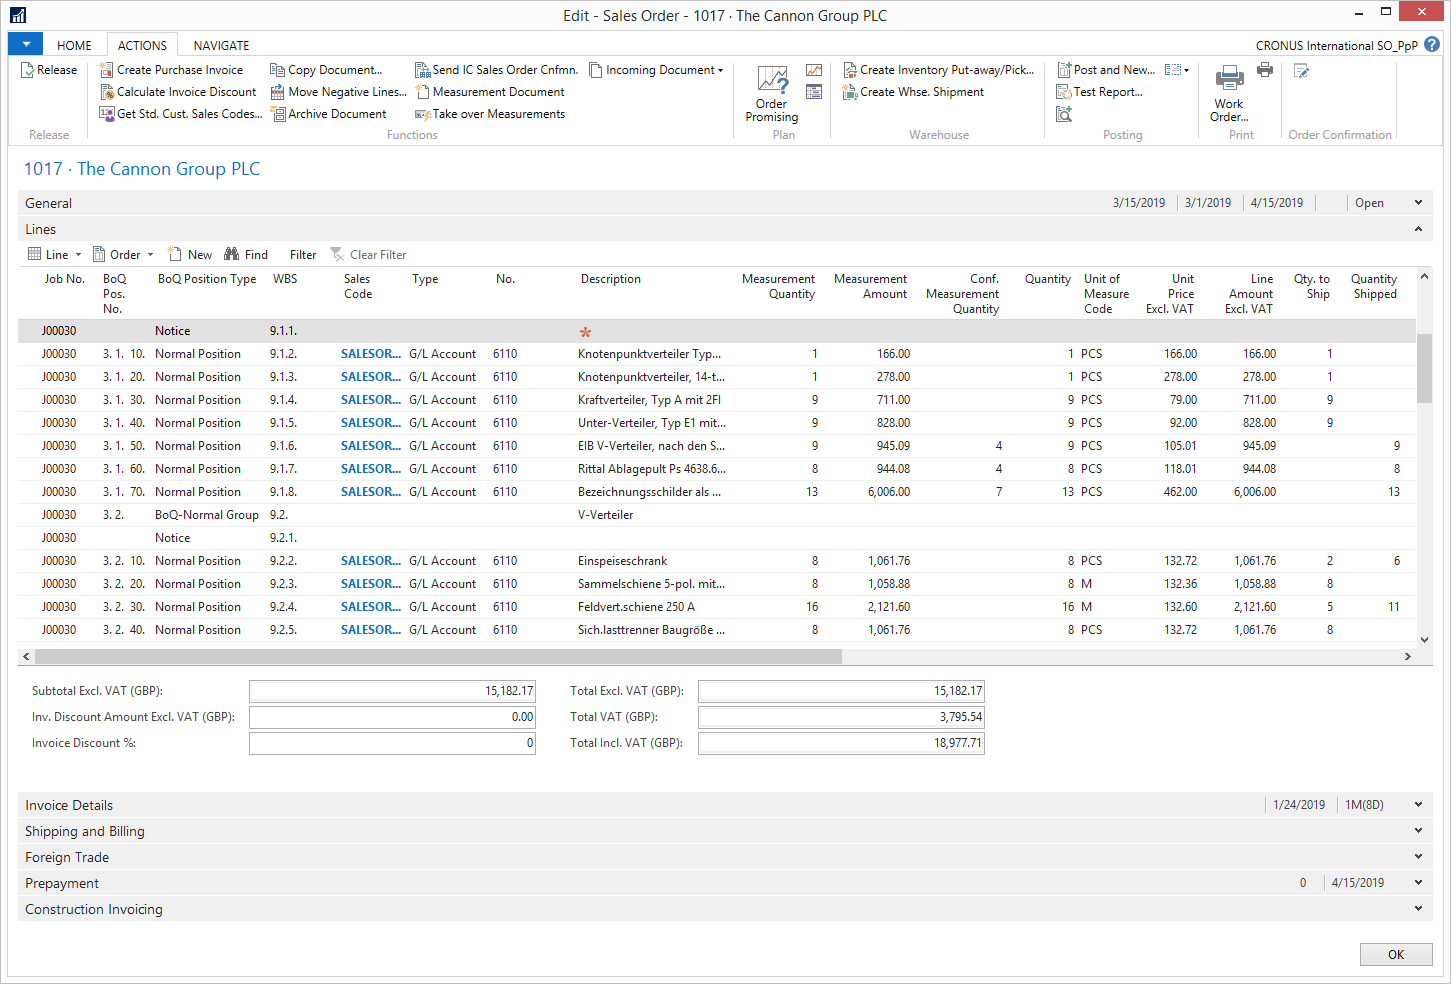 Edit - Sales Order - 1017 · The Cannon Group PLC
HOME ACTIONS NAVIGATE CRONUS International SO_PpP
Release Create Purchase Invoice Copy Document... Send IC Sales Order Cnfmn. Incoming Document Create Inventory Put-away/Pick... Post and New...
Calculate Invoice Discount Move Negative Lines... Measurement Document Create Whse. Shipment Test Report...
Order Promising Work Order...
Get Std. Cust. Sales Codes... Archive Document Take over Measurements
Release Functions Plan Warehouse Posting Print Order Confirmation
1017 · The Cannon Group PLC
General 3/15/2019 3/1/2019 4/15/2019 Open
Lines
Line Order New Find Filter Clear Filter
Job No. BoQ Pos. No. BoQ Position Type WBS Sales Code Type No. Description Measurement Quantity Measurement Amount Conf. Measurement Quantity Quantity Unit of Measure Code Unit Price Excl. VAT Line Amount Excl. VAT Qty. to Ship Quantity Shipped
J00030 Notice 9.1.1. *
J00030 3. 1. 10. Normal Position 9.1.2. SALESOR... G/L Account 6110 Knotenpunktverteiler Typ... 1 166.00 1 PCS 166.00 166.00 1
J00030 3. 1. 20. Normal Position 9.1.3. SALESOR... G/L Account 6110 Knotenpunktverteiler, 14-t... 1 278.00 1 PCS 278.00 278.00 1
J00030 3. 1. 30. Normal Position 9.1.4. SALESOR... G/L Account 6110 Kraftverteiler, Typ A mit 2FI 9 711.00 9 PCS 79.00 711.00 9
J00030 3. 1. 40. Normal Position 9.1.5. SALESOR... G/L Account 6110 Unter-Verteiler, Typ E1 mit... 9 828.00 9 PCS 92.00 828.00 9
J00030 3. 1. 50. Normal Position 9.1.6. SALESOR... G/L Account 6110 EIB V-Verteiler, nach den S... 9 945.09 4 9 PCS 105.01 945.09 9
J00030 3. 1. 60. Normal Position 9.1.7. SALESOR... G/L Account 6110 Rittal Ablagepult Ps 4638.6... 8 944.08 4 8 PCS 118.01 944.08 8
J00030 3. 1. 70. Normal Position 9.1.8. SALESOR... G/L Account 6110 Bezeichnungsschilder als ... 13 6,006.00 7 13 PCS 462.00 6,006.00 13
J00030 3. 2. BoQ-Normal Group 9.2. V-Verteiler
J00030 Notice 9.2.1.
J00030 3. 2. 10. Normal Position 9.2.2. SALESOR... G/L Account 6110 Einspeiseschrank 8 1,061.76 8 PCS 132.72 1,061.76 2 6
J00030 3. 2. 20. Normal Position 9.2.3. SALESOR... G/L Account 6110 Sammelschiene 5-pol. mit... 8 1,058.88 8 M 132.36 1,058.88 8
J00030 3. 2. 30. Normal Position 9.2.4. SALESOR... G/L Account 6110 Feldvert.schiene 250 A 16 2,121.60 16 M 132.60 2,121.60 5 11
J00030 3. 2. 40. Normal Position 9.2.5. SALESOR... G/L Account 6110 Sich.lasttrenner Baugröße ... 8 1,061.76 8 PCS 132.72 1,061.76 8
Subtotal Excl. VAT (GBP): 15,182.17 Total Excl. VAT (GBP): 15,182.17
Inv. Discount Amount Excl. VAT (GBP): 0.00 Total VAT (GBP): 3,795.54
Invoice Discount %: 0 Total Incl. VAT (GBP): 18,977.71
Invoice Details 1/24/2019 1M(8D)
Shipping and Billing
Foreign Trade
Prepayment 0 4/15/2019
Construction Invoicing
OK